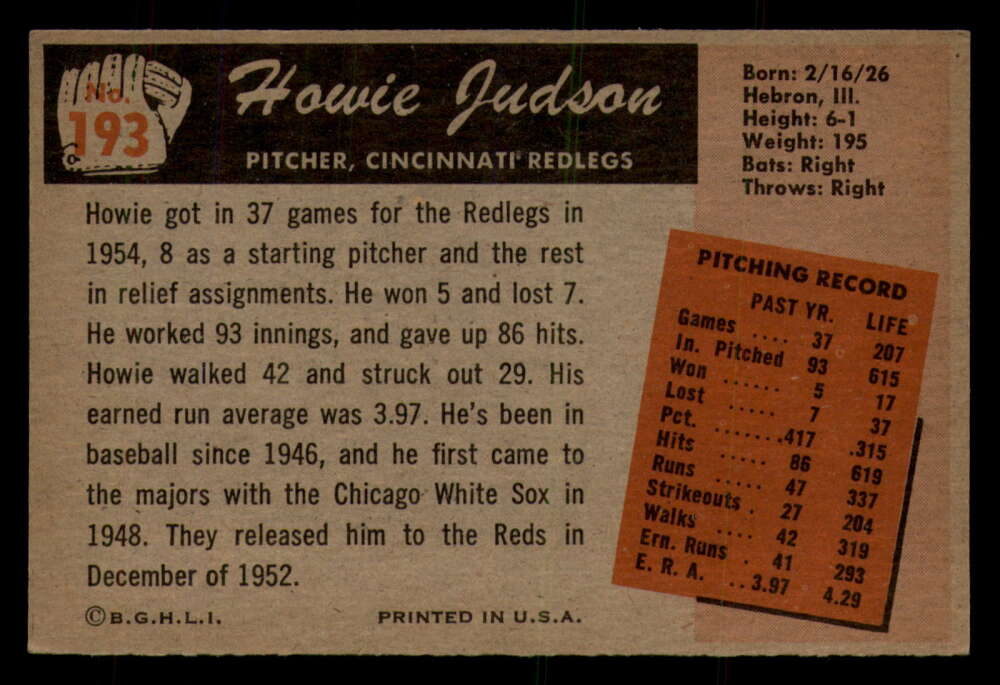 No.
193
Howie Judson
PITCHER, CINCINNATI REDLEGS
Born: 2/16/26
Hebron, Ill.
Height: 6-1
Weight: 195
Bats: Right
Throws: Right
Howie got in 37 games for the Redlegs in
1954, 8 as a starting pitcher and the rest
in relief assignments. He won 5 and lost 7.
He worked 93 innings, and gave up 86 hits.
Howie walked 42 and struck out 29. His
earned run average was 3.97. He's been in
baseball since 1946, and he first came to
the majors with the Chicago White Sox in
1948. They released him to the Reds in
December of 1952.
PITCHING RECORD
PAST YR. LIFE
Games .... 37 207
In. Pitched 93 615
Won ...... 5 17
Lost ..... 7 37
Pct. .......417 .315
Hits ..... 86 619
Runs ..... 47 337
Strikeouts . 27 204
Walks .... 42 319
Ern. Runs . 41 293
E. R. A. ..3.97 4.29
©B.G.H.L.I. PRINTED IN U.S.A.